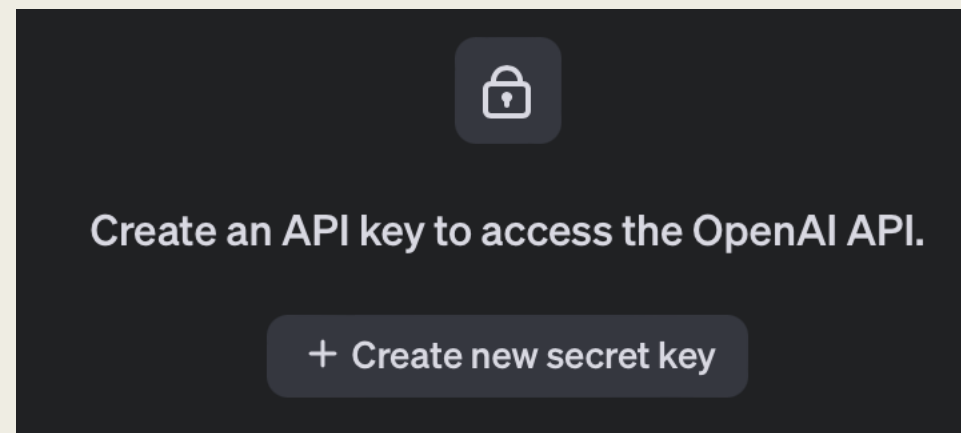 Create an API key to access the OpenAI API.
+ Create new secret key